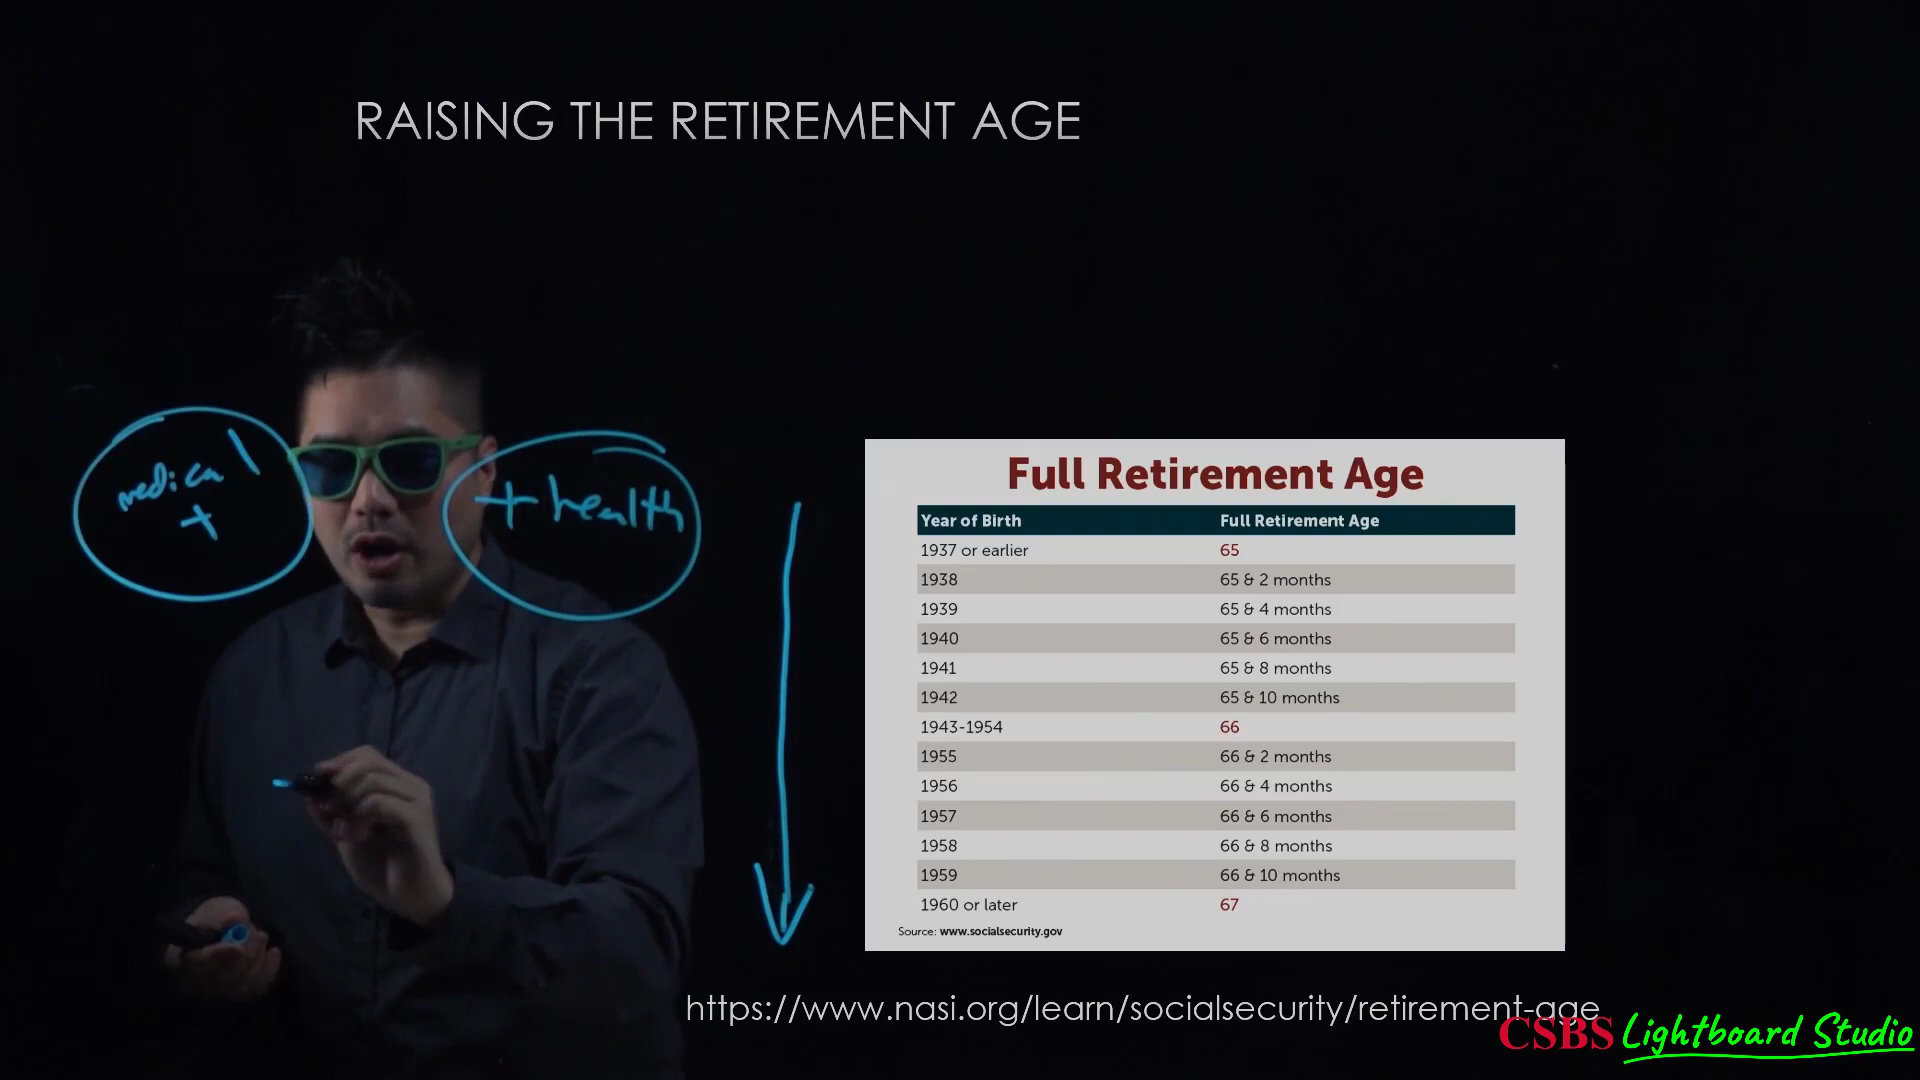 RAISING THE RETIREMENT AGE
medical
+
+ health
Full Retirement Age
Year of Birth Full Retirement Age
1937 or earlier 65
1938 65 & 2 months
1939 65 & 4 months
1940 65 & 6 months
1941 65 & 8 months
1942 65 & 10 months
1943-1954 66
1955 66 & 2 months
1956 66 & 4 months
1957 66 & 6 months
1958 66 & 8 months
1959 66 & 10 months
1960 or later 67
Source: www.socialsecurity.gov
https://www.nasi.org/learn/socialsecurity/retirement-age
CSBS Lightboard Studio